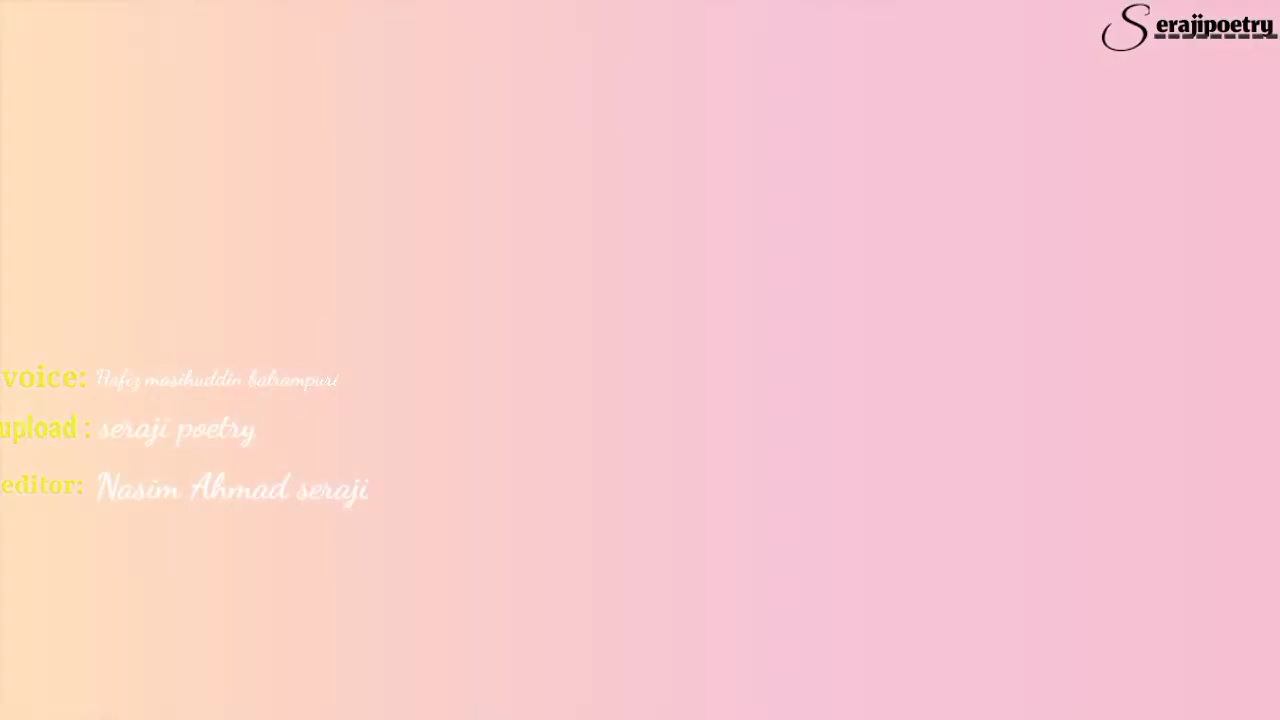 Serajipoetry
voice: Hafiz masihuddin balrampuri
upload : seraji poetry
editor: Nasim Ahmad seraji